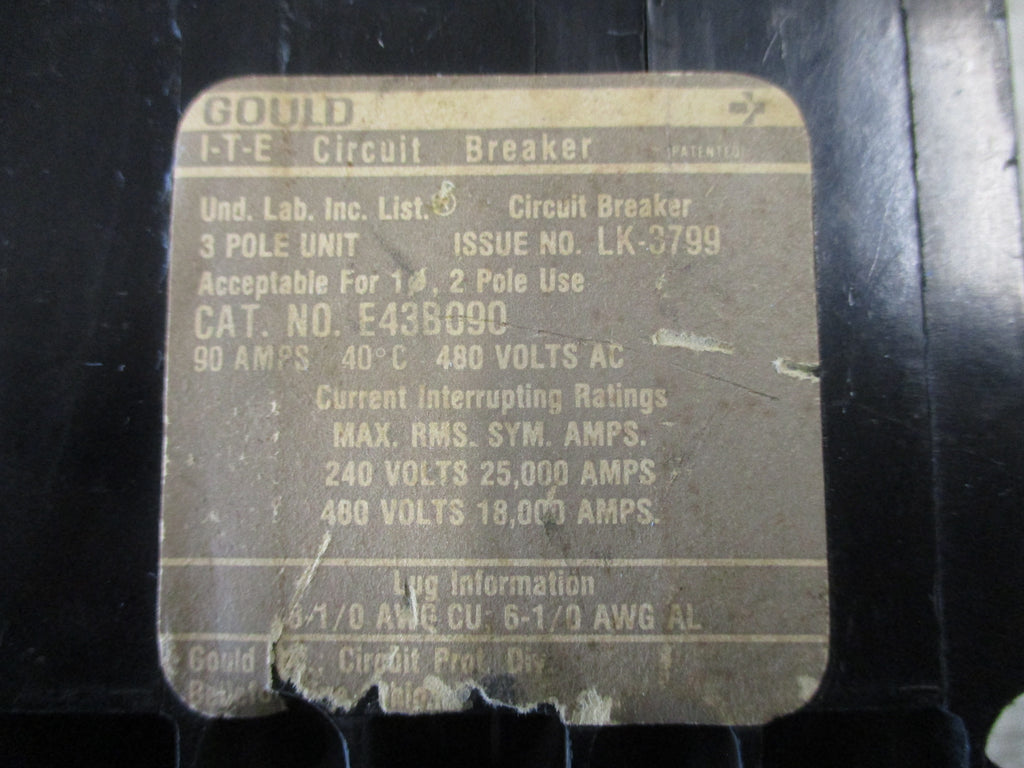 GOULD
I-T-E Circuit Breaker (PATENTED)
Und. Lab. Inc. List. Circuit Breaker
3 POLE UNIT ISSUE NO. LK-3799
Acceptable For 1ø, 2 Pole Use
CAT. NO. E43B090
90 AMPS 40°C 480 VOLTS AC
Current Interrupting Ratings
MAX. RMS. SYM. AMPS.
240 VOLTS 25,000 AMPS
480 VOLTS 18,000 AMPS.
Lug Information
-1/0 AWG CU; 6-1/0 AWG AL
Gould Circuit Prot. Div.